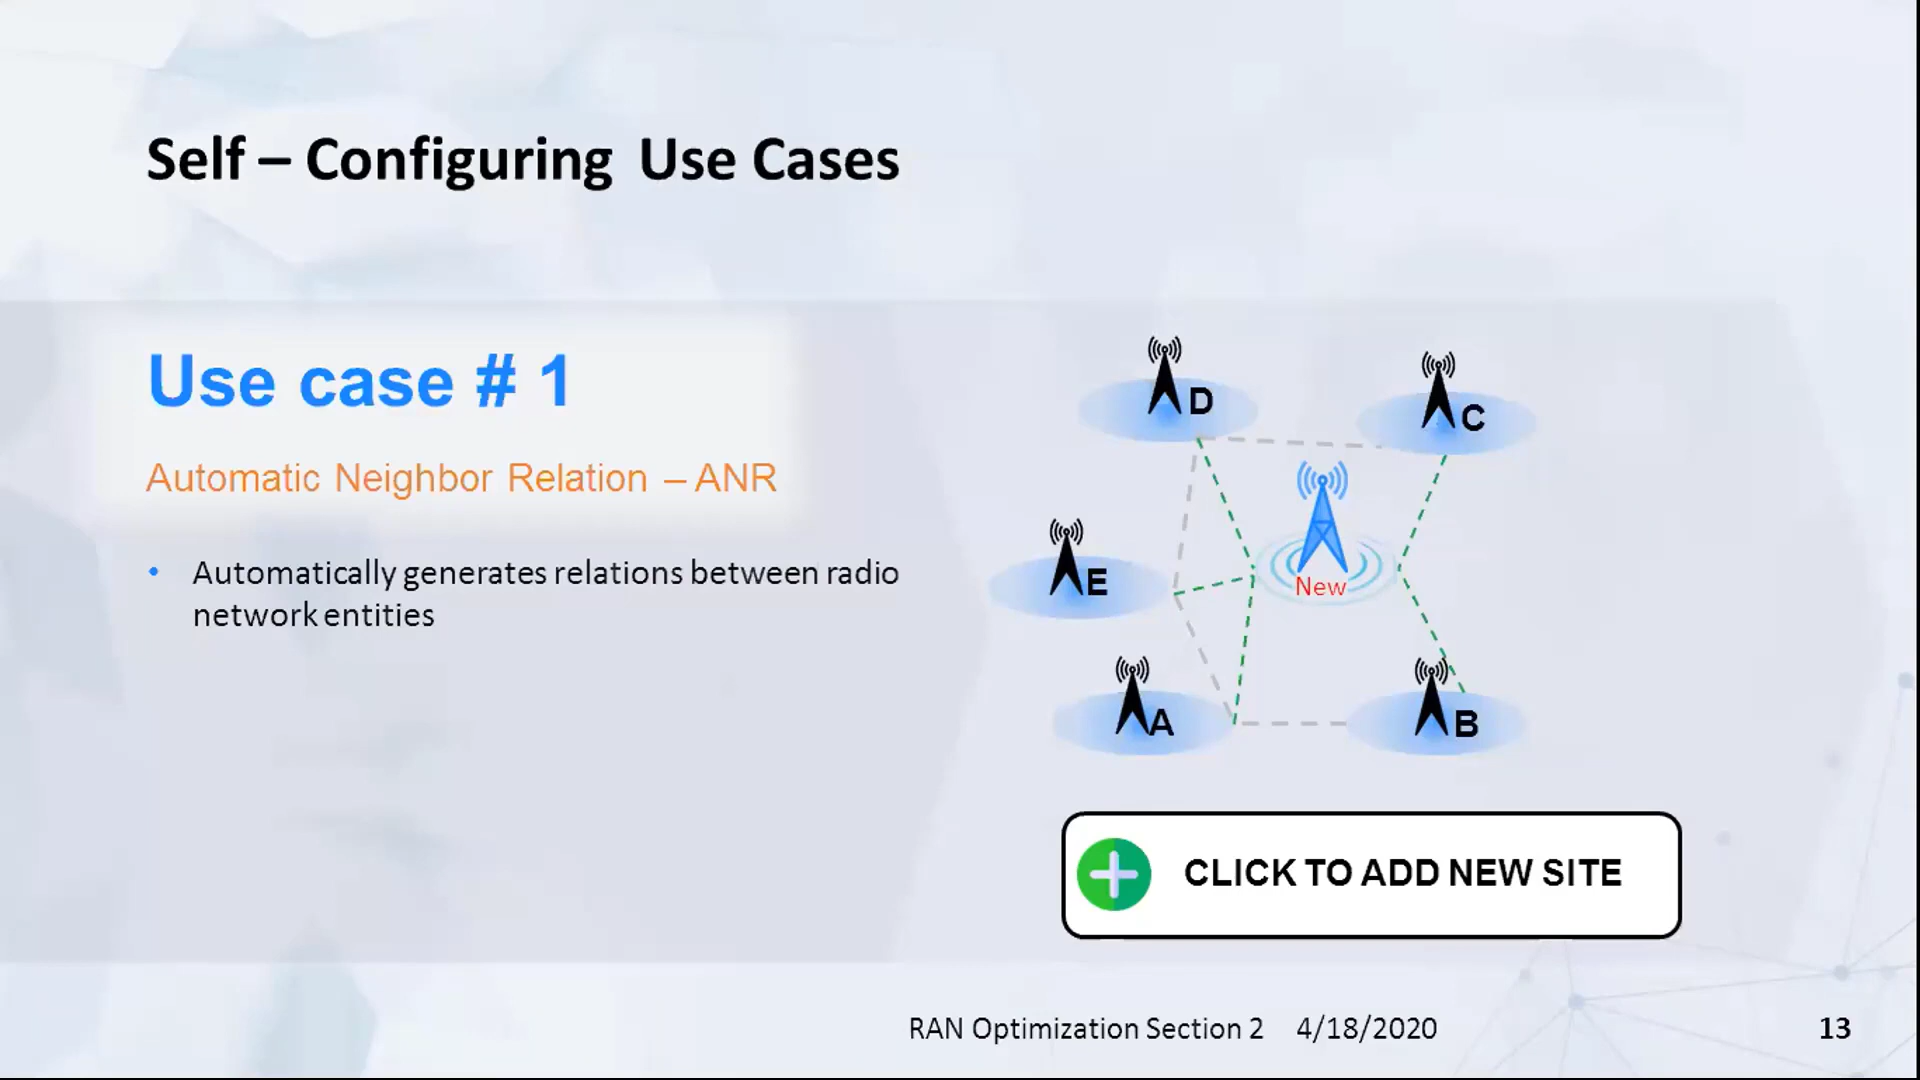 Self – Configuring Use Cases
Use case # 1
Automatic Neighbor Relation – ANR
• Automatically generates relations between radio
network entities
D
C
New
E
A
B
CLICK TO ADD NEW SITE
RAN Optimization Section 2 4/18/2020 13